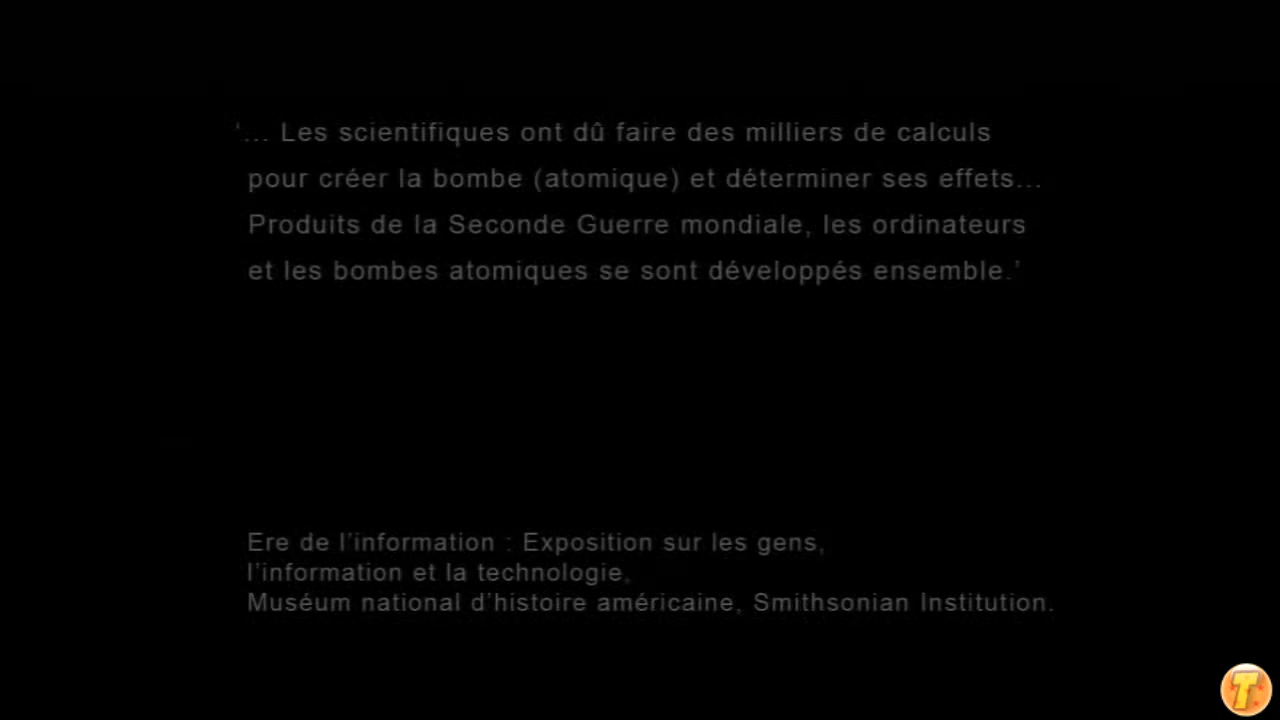 ‘... Les scientifiques ont dû faire des milliers de calculs
pour créer la bombe (atomique) et déterminer ses effets...
Produits de la Seconde Guerre mondiale, les ordinateurs
et les bombes atomiques se sont développés ensemble.’
Ere de l’information : Exposition sur les gens,
l’information et la technologie,
Muséum national d’histoire américaine, Smithsonian Institution.
T